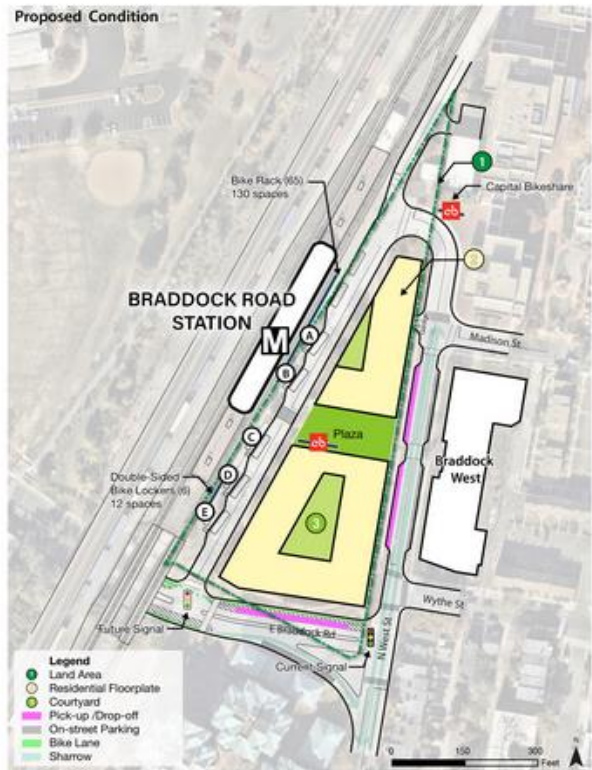 Proposed Condition
Bike Rack (65)
130 spaces
1
Capital Bikeshare
cb
2
BRADDOCK ROAD
STATION
M
A
B
Madison St
C
cb
Plaza
Braddock
West
D
Double-Sided
Bike Lockers (6)
12 spaces
E
3
Wythe St
Future Signal
E Braddock Rd
N West St
Current Signal
Legend
1 Land Area
2 Residential Floorplate
3 Courtyard
Pick-up /Drop-off
On-street Parking
Bike Lane
Sharrow
N
0 150 300
Feet